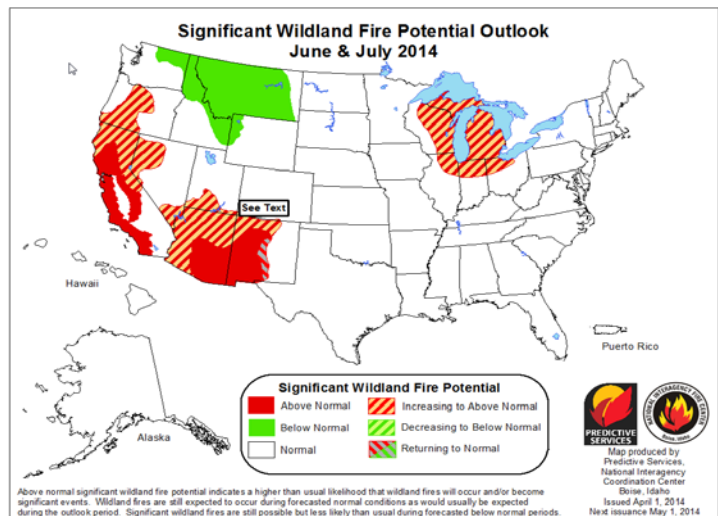 Significant Wildland Fire Potential Outlook
June & July 2014
See Text
Hawaii
Puerto Rico
Alaska
Significant Wildland Fire Potential
Above Normal
Increasing to Above Normal
Below Normal
Decreasing to Below Normal
Normal
Returning to Normal
PREDICTIVE
SERVICES
NATIONAL INTERAGENCY FIRE CENTER
BOISE, IDAHO
Map produced by
Predictive Services,
National Interagency
Coordination Center
Boise, Idaho
Issued April 1, 2014
Next issuance May 1, 2014
Above normal significant wildland fire potential indicates a higher than usual likelihood that wildland fires will occur and/or become
significant events. Wildland fires are still expected to occur during forecasted normal conditions as would usually be expected
during the outlook period. Significant wildland fires are still possible but less likely than usual during forecasted below normal periods.